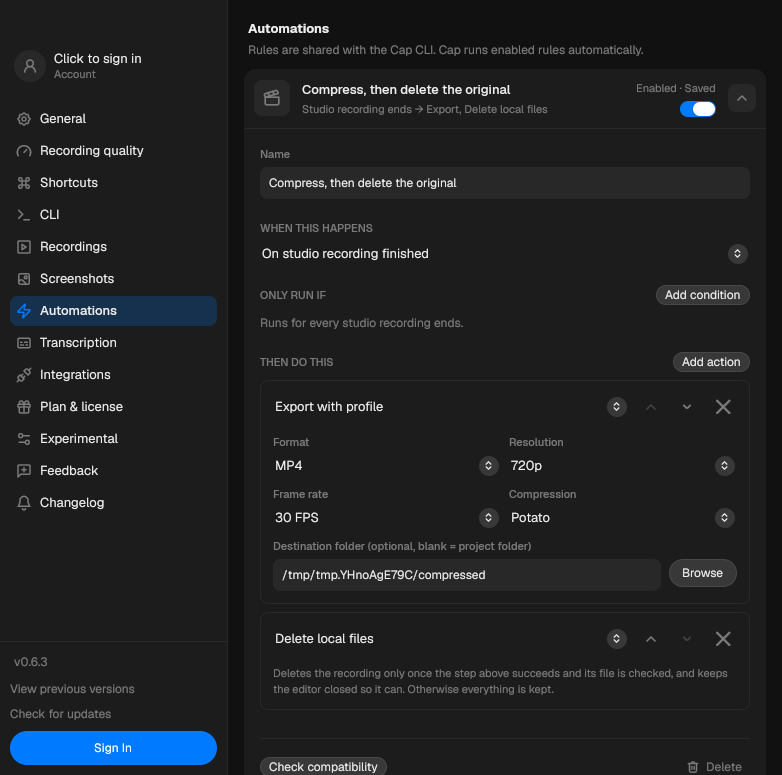 Click to sign in
Account
General
Recording quality
Shortcuts
CLI
Recordings
Screenshots
Automations
Transcription
Integrations
Plan & license
Experimental
Feedback
Changelog
v0.6.3
View previous versions
Check for updates
Sign In
Automations
Rules are shared with the Cap CLI. Cap runs enabled rules automatically.
Compress, then delete the original
Studio recording ends → Export, Delete local files
Enabled · Saved
Name
Compress, then delete the original
WHEN THIS HAPPENS
On studio recording finished
ONLY RUN IF
Add condition
Runs for every studio recording ends.
THEN DO THIS
Add action
Export with profile
Format
Resolution
MP4
720p
Frame rate
Compression
30 FPS
Potato
Destination folder (optional, blank = project folder)
/tmp/tmp.YHnoAgE79C/compressed
Browse
Delete local files
Deletes the recording only once the step above succeeds and its file is checked, and keeps
the editor closed so it can. Otherwise everything is kept.
Check compatibility
Delete